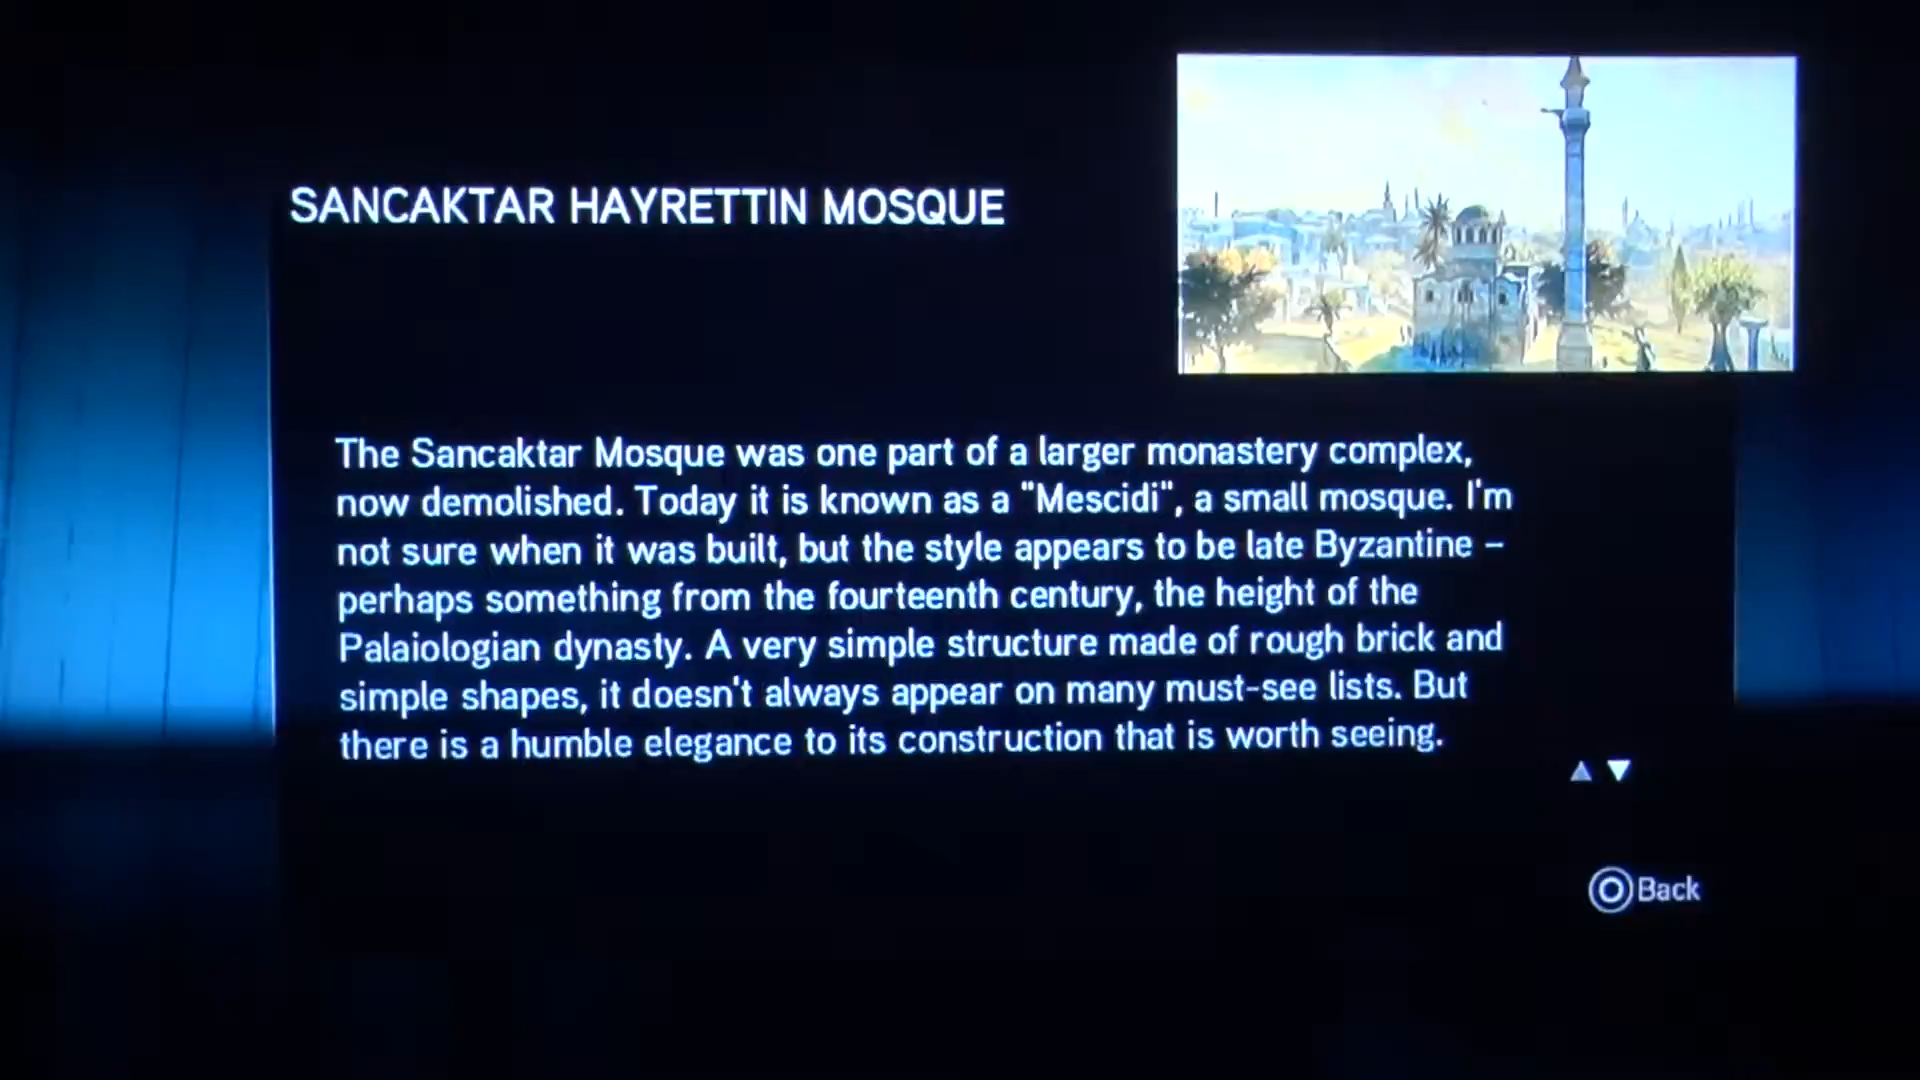 SANCAKTAR HAYRETTIN MOSQUE
The Sancaktar Mosque was one part of a larger monastery complex,
now demolished. Today it is known as a "Mescidi", a small mosque. I'm
not sure when it was built, but the style appears to be late Byzantine –
perhaps something from the fourteenth century, the height of the
Palaiologian dynasty. A very simple structure made of rough brick and
simple shapes, it doesn't always appear on many must-see lists. But
there is a humble elegance to its construction that is worth seeing.
Back